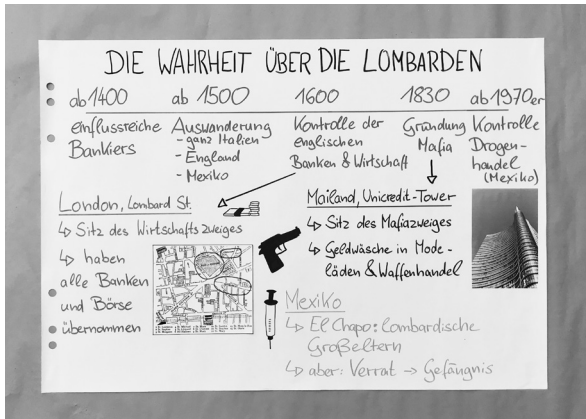 DIE WAHRHEIT ÜBER DIE LOMBARDEN
ab 1400
einflussreiche
Bankiers
ab 1500
Auswanderung
- ganz Italien
- England
- Mexiko
1600
Kontrolle der
englischen
Banken & Wirtschaft
1830
Gründung
Mafia
ab 1970er
Kontrolle
Drogen-
handel
(Mexiko)
London, Lombard St.
↳ Sitz des Wirtschaftszweiges
↳ haben
alle Banken
und Börse
übernommen
Mailand, Unicredit-Tower
↳ Sitz des Mafiazweiges
↳ Geldwäsche in Mode-
läden & Waffenhandel
Mexiko
↳ El Chapo: lombardische
Großeltern
↳ aber: Verrat → Gefängnis